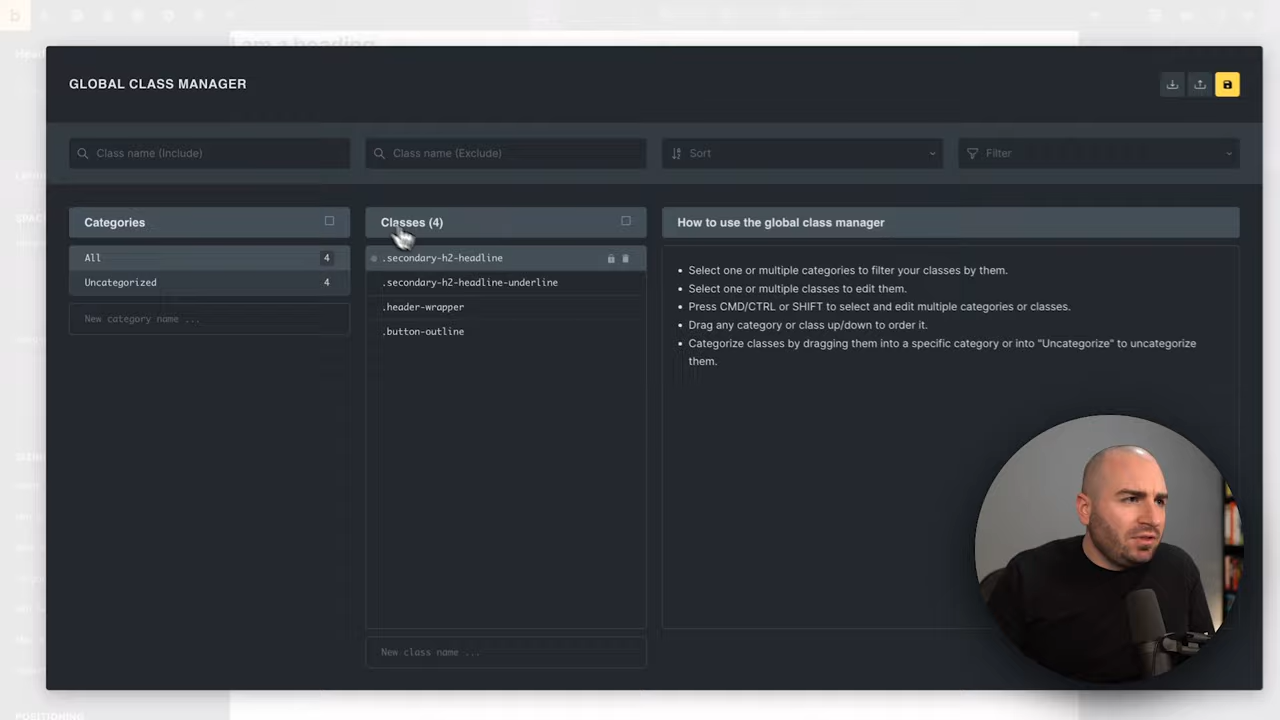 I am a heading
GLOBAL CLASS MANAGER
Class name (Include)
Class name (Exclude)
Sort
Filter
Categories
Classes (4)
How to use the global class manager
All 4
Uncategorized 4
New category name ...
.secondary-h2-headline
.secondary-h2-headline-underline
.header-wrapper
.button-outline
New class name ...
Select one or multiple categories to filter your classes by them.
Select one or multiple classes to edit them.
Press CMD/CTRL or SHIFT to select and edit multiple categories or classes.
Drag any category or class up/down to order it.
Categorize classes by dragging them into a specific category or into "Uncategorize" to uncategorize
them.
POSITIONING